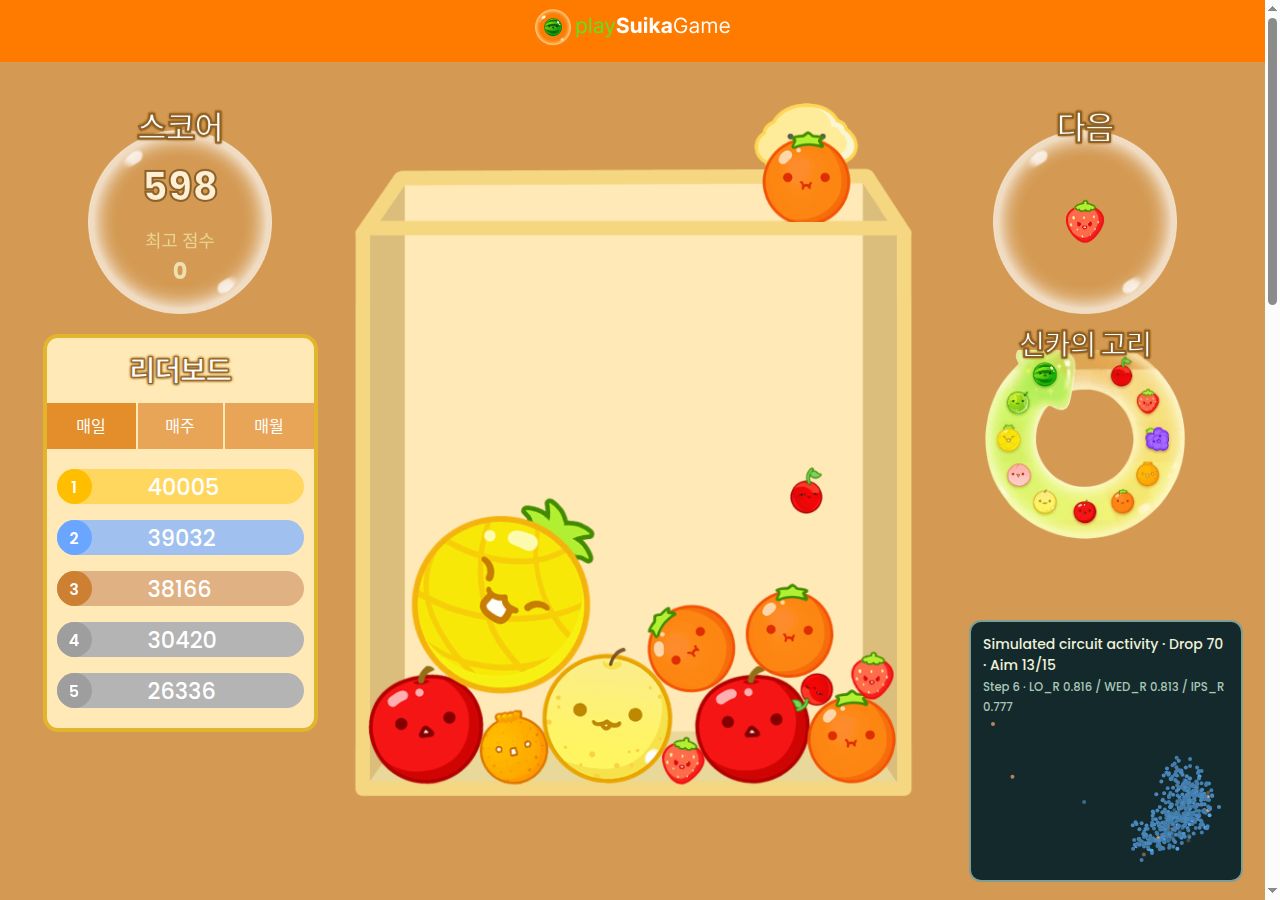 playSuikaGame
스코어
598
최고 점수
0
리더보드
매일 매주 매월
1 40005
2 39032
3 38166
4 30420
5 26336
다음
신카의 고리
Simulated circuit activity · Drop 70
· Aim 13/15
Step 6 · LO_R 0.816 / WED_R 0.813 / IPS_R
0.777